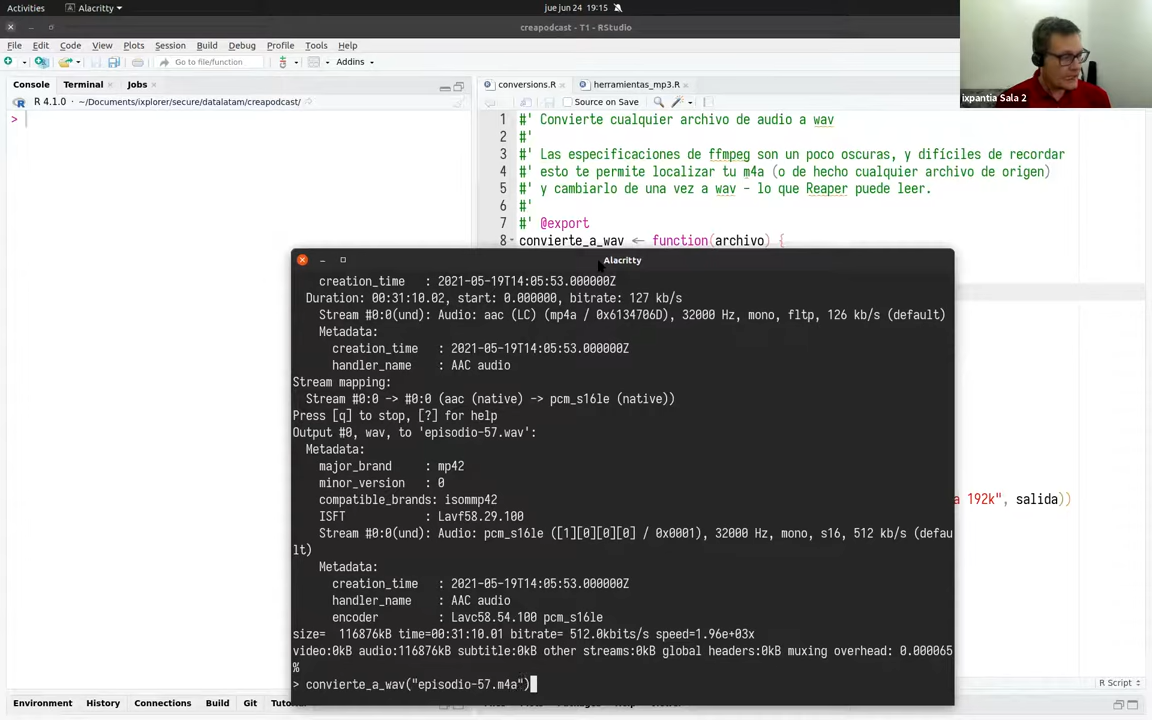 Activities Alacritty jue jun 24 19:15
creapodcast - T1 - RStudio
File Edit Code View Plots Session Build Debug Profile Tools Help
Go to file/function Addins
Console Terminal Jobs
R 4.1.0 · ~/Documents/ixplorer/secure/datalatam/creapodcast/
>
conversions.R herramientas_mp3.R
Source on Save
1 #' Convierte cualquier archivo de audio a wav
2 #'
3 #' Las especificaciones de ffmpeg son un poco oscuras, y difíciles de recordar
4 #' esto te permite localizar tu m4a (o de hecho cualquier archivo de origen)
5 #' y cambiarlo de una vez a wav - lo que Reaper puede leer.
6 #'
7 #' @export
8 convierte_a_wav ← function(archivo) {
a 192k", salida))
ixpantia Sala 2
Alacritty
creation_time : 2021-05-19T14:05:53.000000Z
Duration: 00:31:10.02, start: 0.000000, bitrate: 127 kb/s
Stream #0:0(und): Audio: aac (LC) (mp4a / 0x6134706D), 32000 Hz, mono, fltp, 126 kb/s (default)
Metadata:
creation_time : 2021-05-19T14:05:53.000000Z
handler_name : AAC audio
Stream mapping:
Stream #0:0 -> #0:0 (aac (native) -> pcm_s16le (native))
Press [q] to stop, [?] for help
Output #0, wav, to 'episodio-57.wav':
Metadata:
major_brand : mp42
minor_version : 0
compatible_brands: isommp42
ISFT : Lavf58.29.100
Stream #0:0(und): Audio: pcm_s16le ([1][0][0][0] / 0x0001), 32000 Hz, mono, s16, 512 kb/s (defau
lt)
Metadata:
creation_time : 2021-05-19T14:05:53.000000Z
handler_name : AAC audio
encoder : Lavc58.54.100 pcm_s16le
size= 116876kB time=00:31:10.01 bitrate= 512.0kbits/s speed=1.96e+03x
video:0kB audio:116876kB subtitle:0kB other streams:0kB global headers:0kB muxing overhead: 0.000065
%
> convierte_a_wav("episodio-57.m4a")
R Script
Environment History Connections Build Git